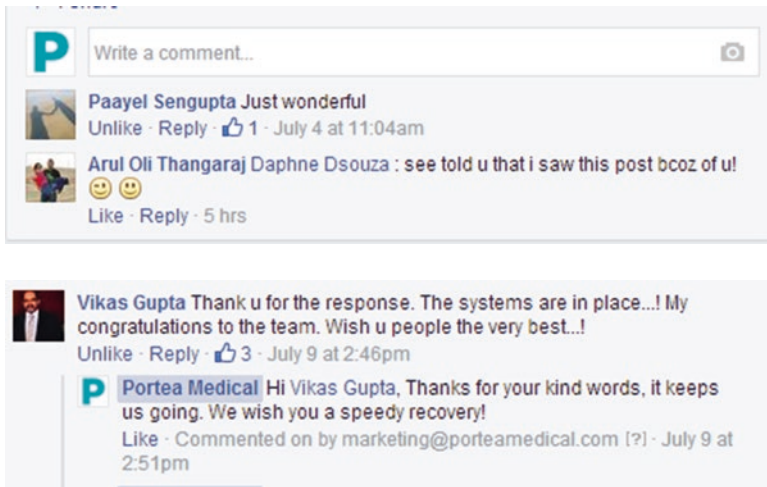 P Write a comment...
Paayel Sengupta Just wonderful
Unlike · Reply · 1 · July 4 at 11:04am
Arul Oli Thangaraj Daphne Dsouza : see told u that i saw this post bcoz of u!
Like · Reply · 5 hrs
Vikas Gupta Thank u for the response. The systems are in place...! My
congratulations to the team. Wish u people the very best...!
Unlike · Reply · 3 · July 9 at 2:46pm
P Portea Medical Hi Vikas Gupta, Thanks for your kind words, it keeps
us going. We wish you a speedy recovery!
Like · Commented on by marketing@porteamedical.com [?] · July 9 at
2:51pm